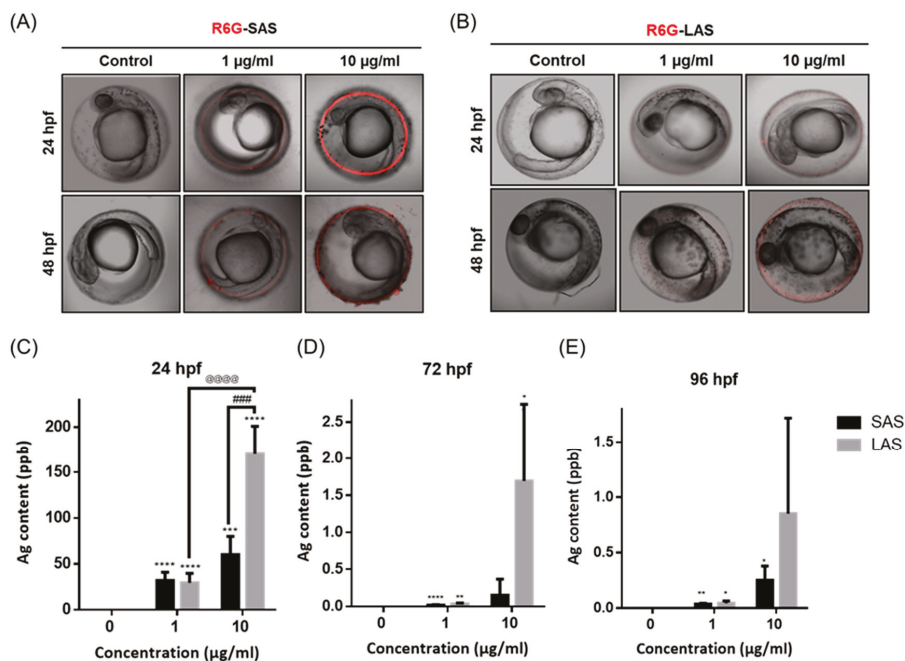 (A)
R6G-SAS
Control 1 µg/ml 10 µg/ml
24 hpf
48 hpf
(B)
R6G-LAS
Control 1 µg/ml 10 µg/ml
24 hpf
48 hpf
(C)
24 hpf
@@@@
###
****
**** **** ***
Ag content (ppb)
200
150
100
50
0
0 1 10
Concentration (µg/ml)
(D)
72 hpf
*
**** **
Ag content (ppb)
3.0
2.5
2.0
1.5
1.0
0.5
0.0
0 1 10
Concentration (µg/ml)
(E)
96 hpf
** * *
Ag content (ppb)
1.5
1.0
0.5
0.0
0 1 10
Concentration (µg/ml)
SAS
LAS